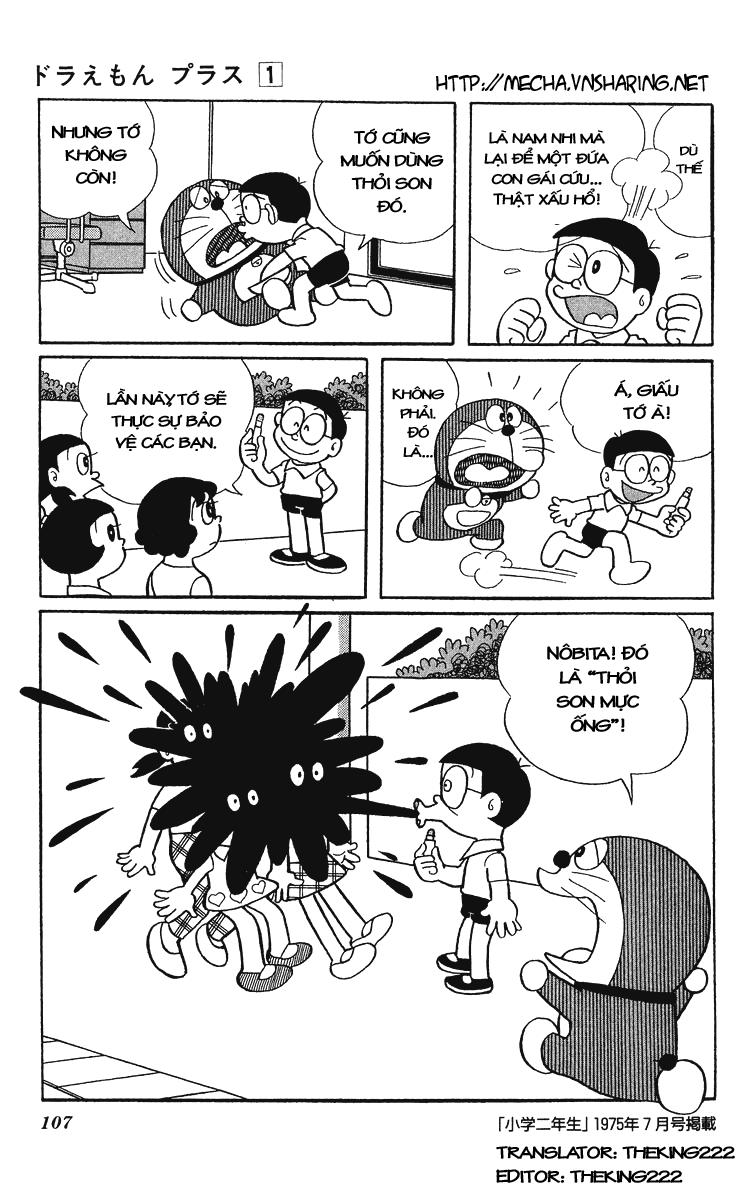 ドラえもん プラス 1
HTTP://MECHA.VNSHARING.NET
DÙ
THẾ
LÀ NAM NHI MÀ
LẠI ĐỂ MỘT ĐỨA
CON GÁI CỨU...
THẬT XẤU HỔ!
TỚ CŨNG
MUỐN DÙNG
THỎI SON
ĐÓ.
NHƯNG TỚ
KHÔNG
CÒN!
Á, GIẤU
TỚ À!
KHÔNG
PHẢI.
ĐÓ
LÀ...
LẦN NÀY, TỚ SẼ
THỰC SỰ BẢO
VỆ CÁC BẠN.
NÔBITA! ĐÓ
LÀ “THỎI
SON MỰC
ỐNG”!
107
「小学二年生」1975年7月号掲載
TRANSLATOR: THEKING222
EDITOR: THEKING222